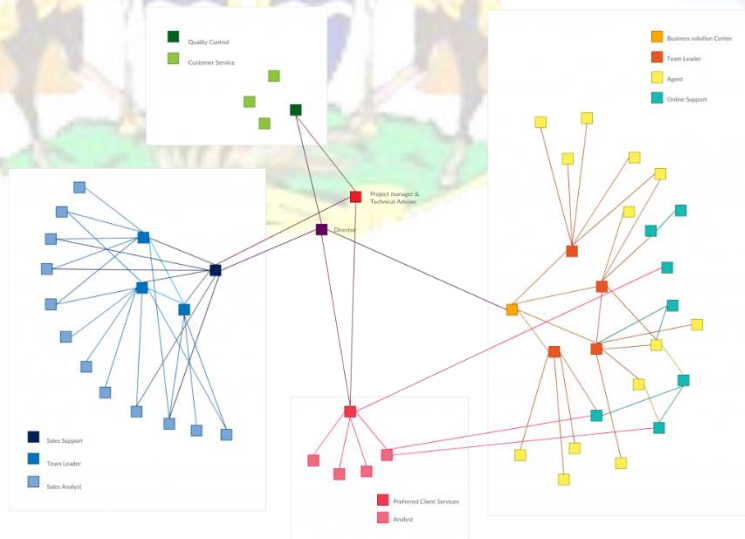 Quality Control
Customer Service
Business solution Center
Team Leader
Agent
Online Support
Project manager &
Technical Adviser
Director
Sales Support
Team Leader
Sales Analyst
Preferred Client Services
Analyst